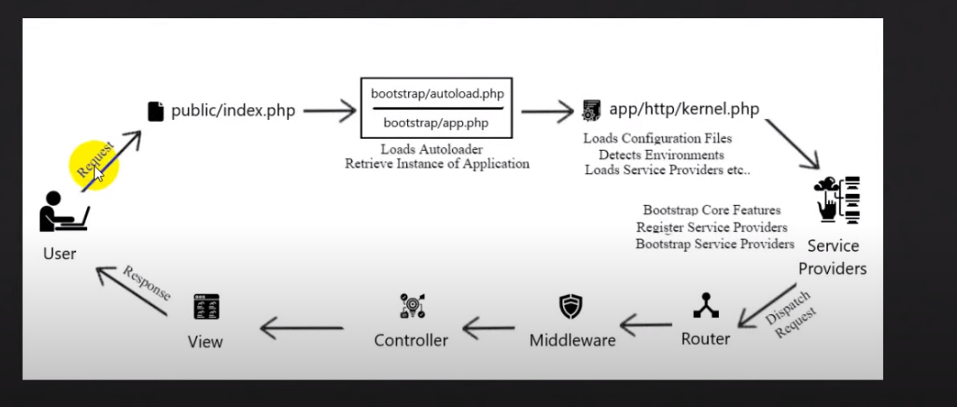 public/index.php
bootstrap/autoload.php
bootstrap/app.php
Loads Autoloader
Retrieve Instance of Application
app/http/kernel.php
Loads Configuration Files
Detects Environments
Loads Service Providers etc..
Request
User
Bootstrap Core Features
Register Service Providers
Bootstrap Service Providers
Service
Providers
Dispatch
Request
Router
Middleware
Controller
View
Response